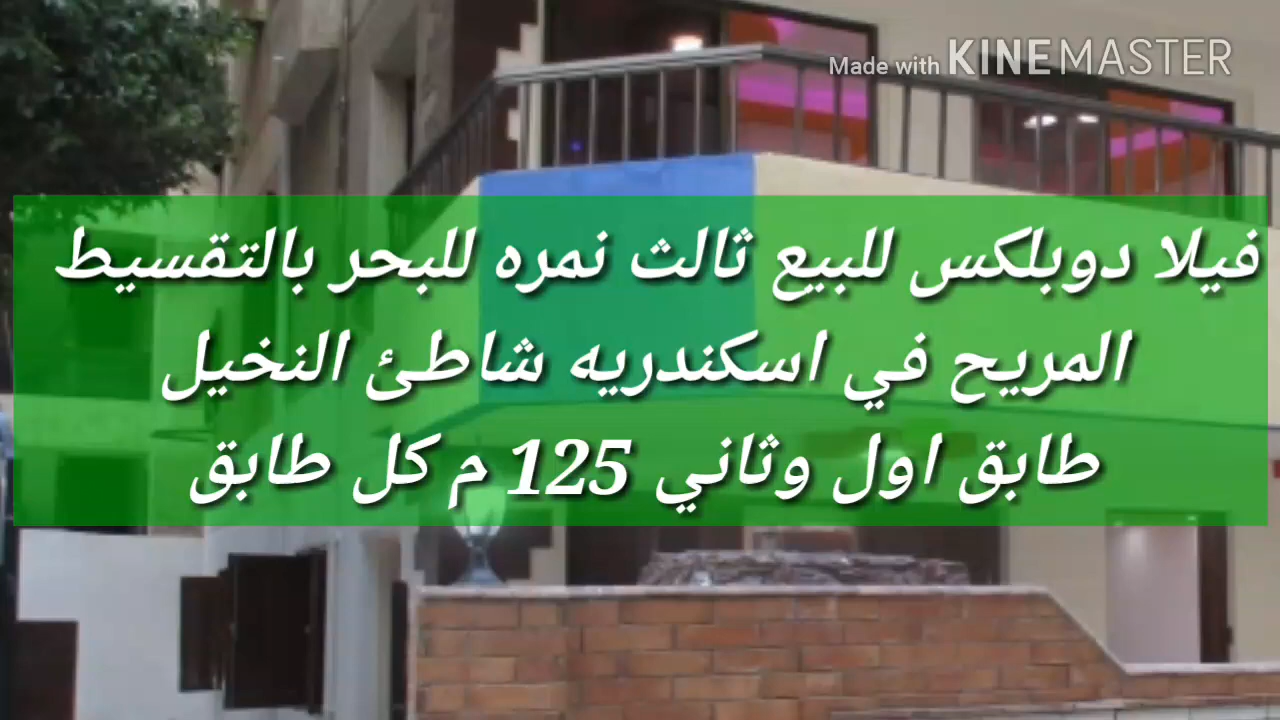 Made with KINEMASTER
فيلا دوبلكس للبيع ثالث نمره للبحر بالتقسيط
المريح في اسكندريه شاطئ النخيل
طابق اول وثاني 125 م كل طابق